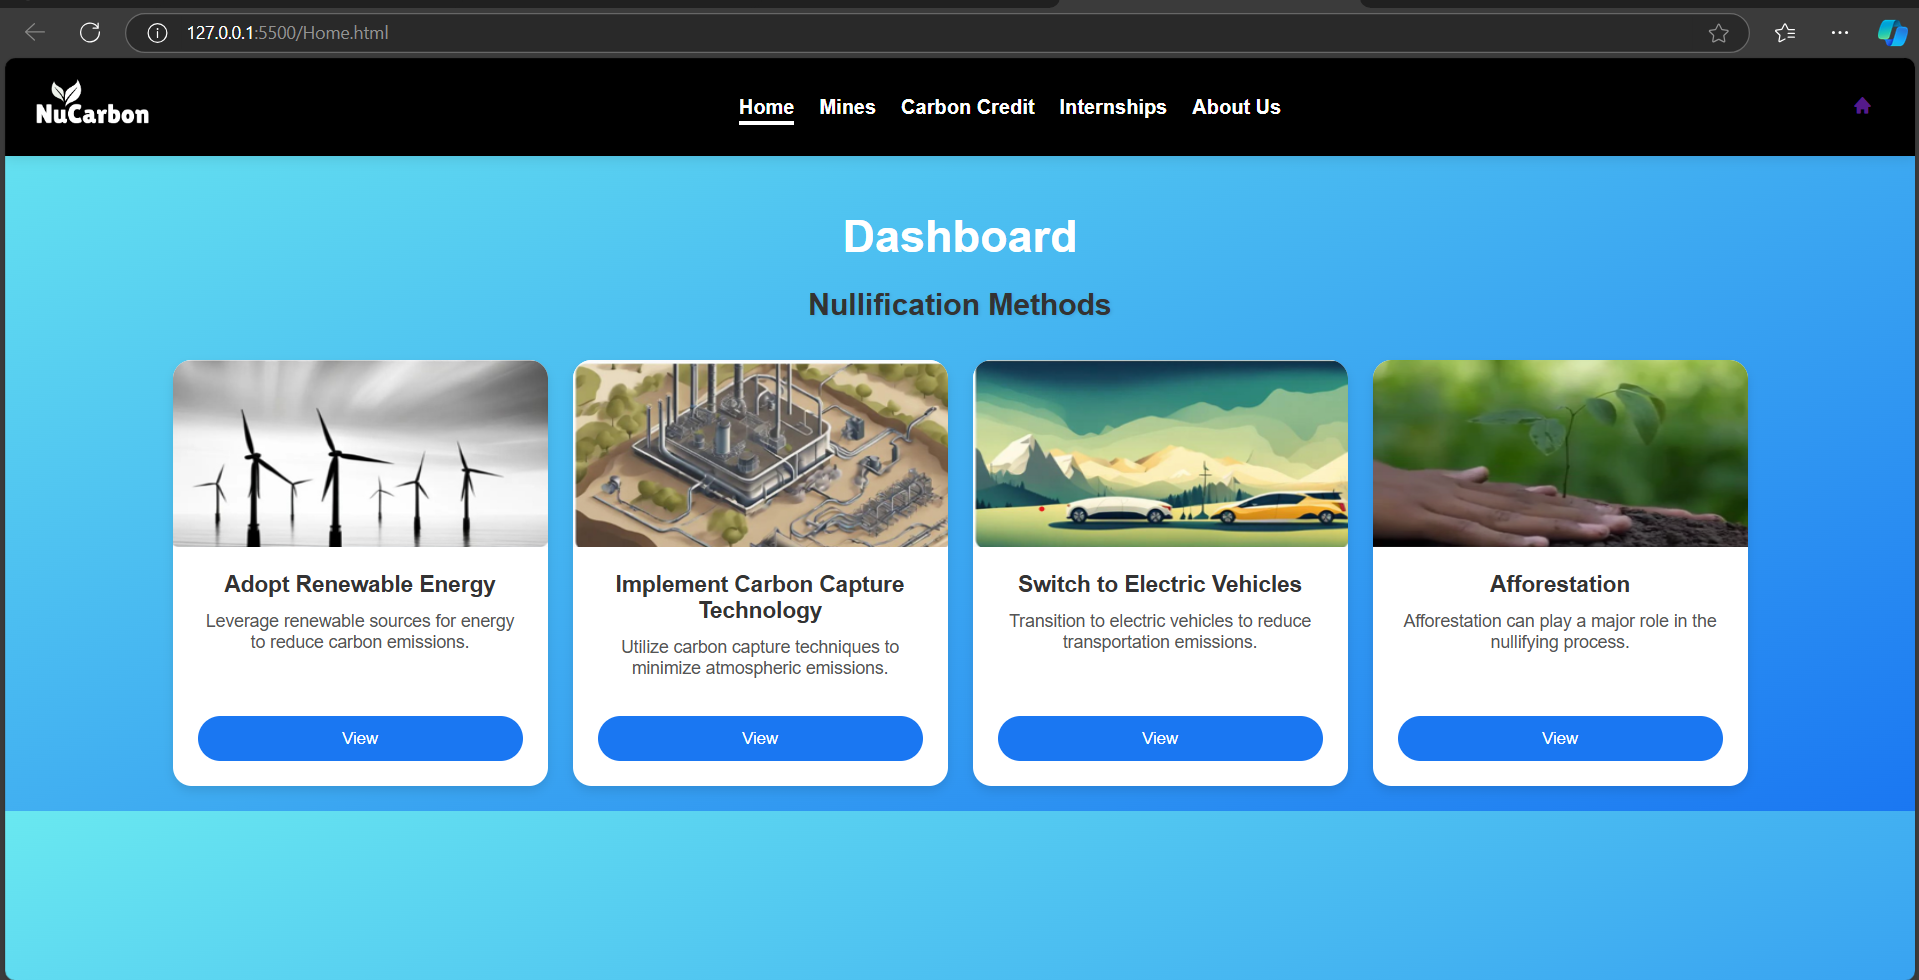 127.0.0.1:5500/Home.html
NuCarbon
Home Mines Carbon Credit Internships About Us
Dashboard
Nullification Methods
Adopt Renewable Energy
Leverage renewable sources for energy
to reduce carbon emissions.
View
Implement Carbon Capture
Technology
Utilize carbon capture techniques to
minimize atmospheric emissions.
View
Switch to Electric Vehicles
Transition to electric vehicles to reduce
transportation emissions.
View
Afforestation
Afforestation can play a major role in the
nullifying process.
View